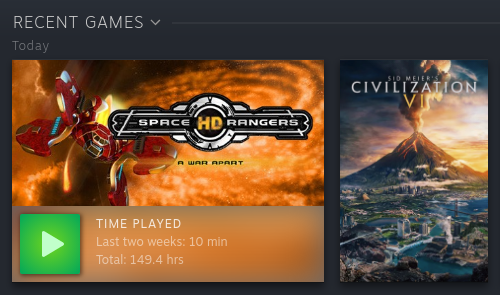 RECENT GAMES
Today
SPACE HD RANGERS
A WAR APART
TIME PLAYED
Last two weeks: 10 min
Total: 149.4 hrs
SID MEIER'S
CIVILIZATION
VI